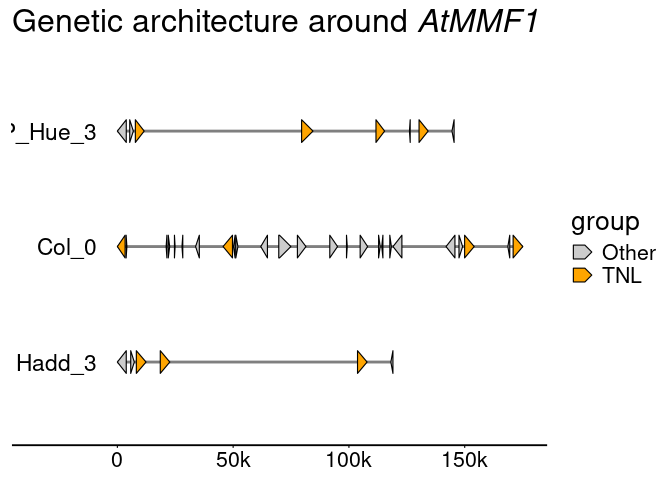 Genetic architecture around AtMMF1
_Hue_3
Col_0
Hadd_3
group
Other
TNL
0 50k 100k 150k